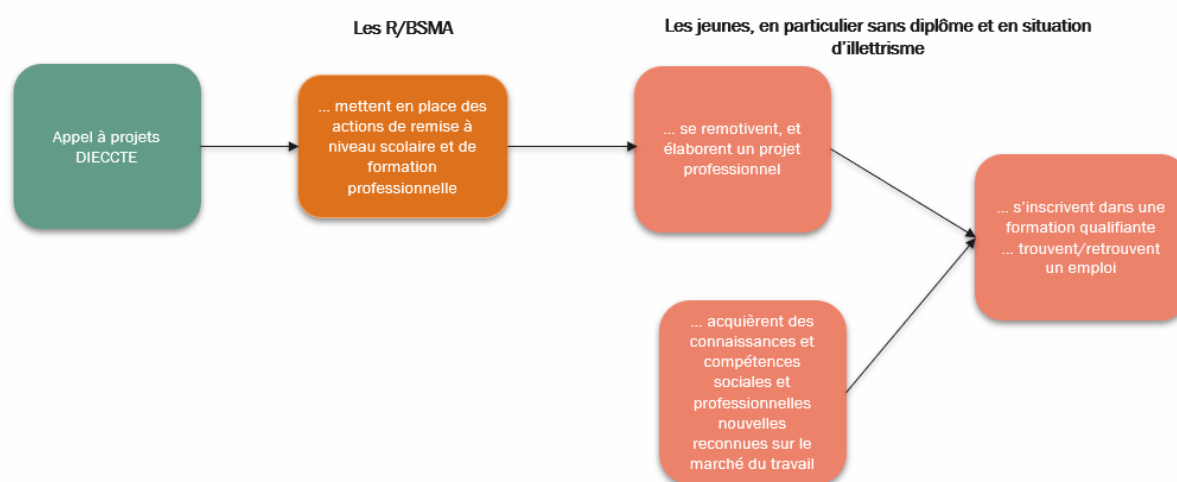 Les R/BSMA
Les jeunes, en particulier sans diplôme et en situation
d'illettrisme
Appel à projets
DIECCTE
... mettent en place des
actions de remise à
niveau scolaire et de
formation
professionnelle
... se remotivent, et
élaborent un projet
professionnel
... s'inscrivent dans une
formation qualifiante
... trouvent/retrouvent
un emploi
... acquièrent des
connaissances et
compétences
sociales et
professionnelles
nouvelles
reconnues sur le
marché du travail